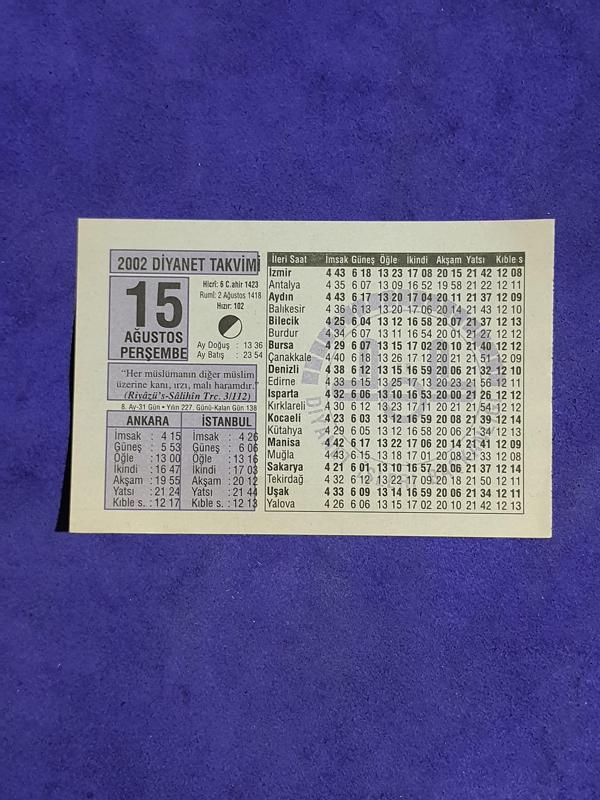 2002 DİYANET TAKVİMİ
15
AĞUSTOS
PERŞEMBE
Hicrî: 6 C.ahir 1423
Rumî: 2 Ağustos 1418
Hızır: 102
Ay Doğuş : 13 36
Ay Batış : 23 54
"Her müslümanın diğer müslim
üzerine kanı, ırzı, malı haramdır."
(Riyâzü's-Sâlihîn Trc. 3/112)
8. Ay-31 Gün • Yılın 227. Günü-Kalan Gün 138
ANKARA
İmsak : 4 15
Güneş : 5 53
Öğle : 13 00
İkindi : 16 47
Akşam : 19 55
Yatsı : 21 24
Kıble s. : 12 17
İSTANBUL
İmsak : 4 26
Güneş : 6 06
Öğle : 13 16
İkindi : 17 03
Akşam : 20 12
Yatsı : 21 44
Kıble s. : 12 13
İleri Saat İmsak Güneş Öğle İkindi Akşam Yatsı Kıble s
İzmir 4 43 6 18 13 23 17 08 20 15 21 42 12 08
Antalya 4 35 6 07 13 09 16 52 19 58 21 22 12 11
Aydın 4 43 6 17 13 20 17 04 20 11 21 37 12 09
Balıkesir 4 36 6 13 13 20 17 06 20 14 21 43 12 10
Bilecik 4 25 6 04 13 12 16 58 20 07 21 37 12 13
Burdur 4 34 6 07 13 11 16 54 20 01 21 27 12 12
Bursa 4 29 6 07 13 15 17 02 20 10 21 40 12 12
Çanakkale 4 40 6 18 13 26 17 12 20 21 21 51 12 09
Denizli 4 38 6 12 13 15 16 59 20 06 21 32 12 10
Edirne 4 33 6 15 13 25 17 13 20 23 21 56 12 11
Isparta 4 32 6 06 13 10 16 54 20 00 21 26 12 12
Kırklareli 4 30 6 12 13 23 17 11 20 21 21 54 12 11
Kocaeli 4 23 6 03 13 12 16 59 20 08 21 39 12 14
Kütahya 4 29 6 05 13 12 16 58 20 06 21 34 12 12
Manisa 4 42 6 17 13 22 17 06 20 14 21 41 12 09
Muğla 4 43 6 15 13 18 17 01 20 08 21 33 12 09
Sakarya 4 21 6 01 13 10 16 57 20 06 21 37 12 14
Tekirdağ 4 32 6 12 13 22 17 09 20 19 21 51 12 11
Uşak 4 33 6 09 13 14 16 59 20 06 21 34 12 11
Yalova 4 26 6 06 13 15 17 02 20 10 21 42 12 13